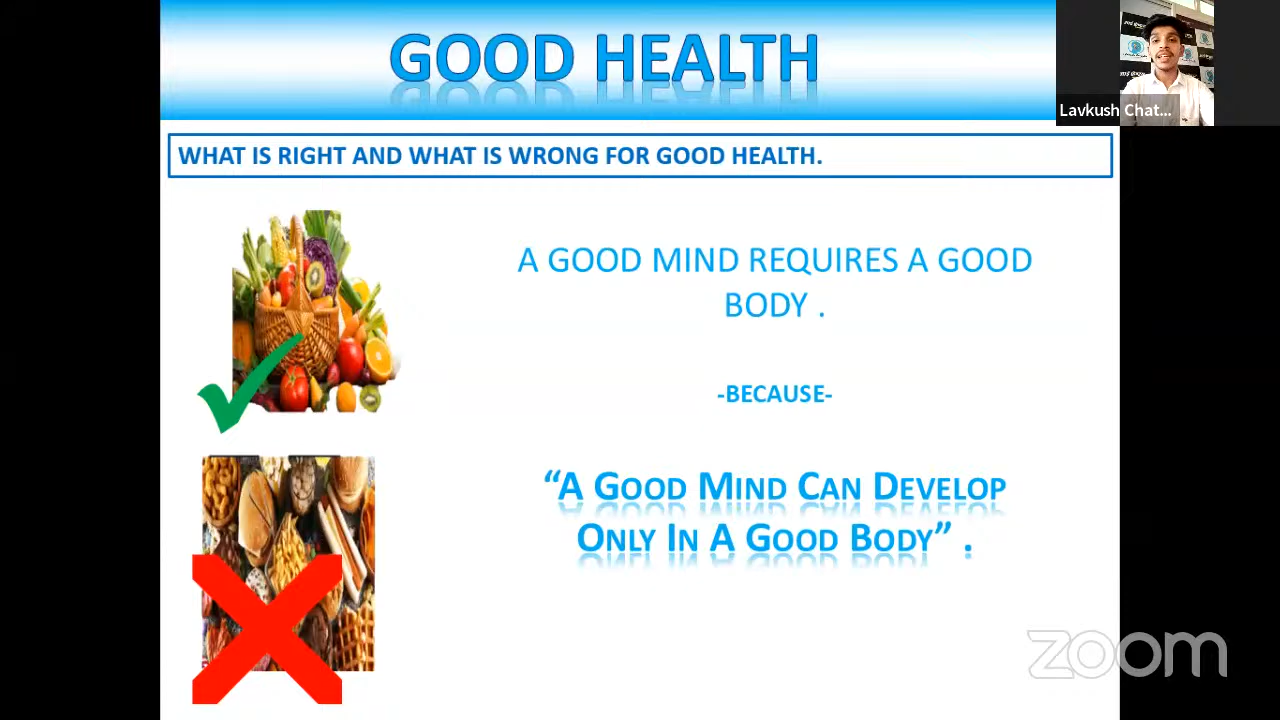 GOOD HEALTH
Lavkush Chat...
WHAT IS RIGHT AND WHAT IS WRONG FOR GOOD HEALTH.
A GOOD MIND REQUIRES A GOOD
BODY .
-BECAUSE-
“A GOOD MIND CAN DEVELOP
ONLY IN A GOOD BODY” .
zoom